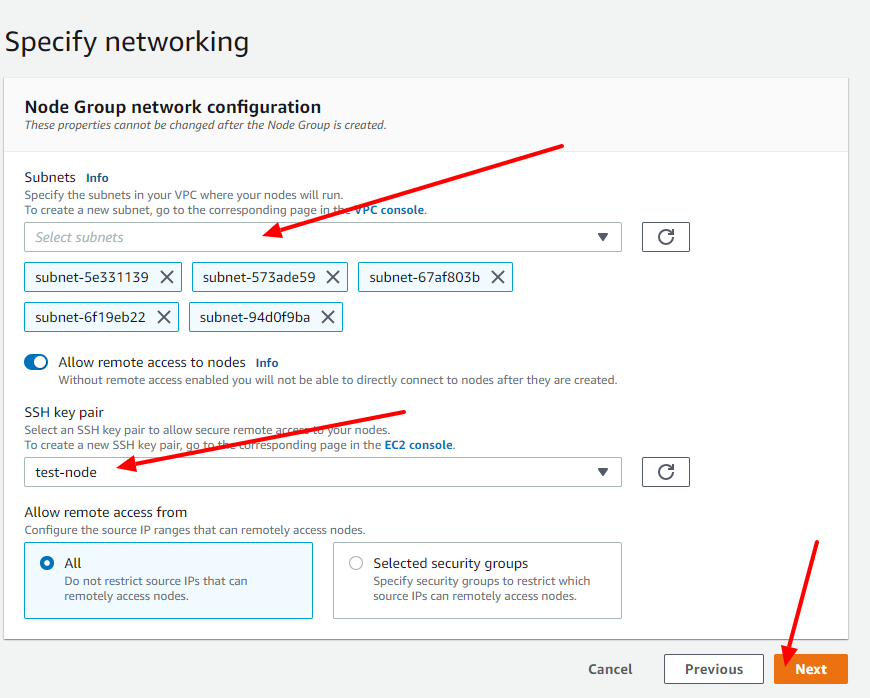 Specify networking
Node Group network configuration
These properties cannot be changed after the Node Group is created.
Subnets Info
Specify the subnets in your VPC where your nodes will run.
To create a new subnet, go to the corresponding page in the VPC console.
Select subnets
subnet-5e331139 subnet-573ade59 subnet-67af803b
subnet-6f19eb22 subnet-94d0f9ba
Allow remote access to nodes Info
Without remote access enabled you will not be able to directly connect to nodes after they are created.
SSH key pair
Select an SSH key pair to allow secure remote access to your nodes.
To create a new SSH key pair, go to the corresponding page in the EC2 console.
test-node
Allow remote access from
Configure the source IP ranges that can remotely access nodes.
All
Do not restrict source IPs that can
remotely access nodes.
Selected security groups
Specify security groups to restrict which
source IPs can remotely access nodes.
Cancel Previous Next